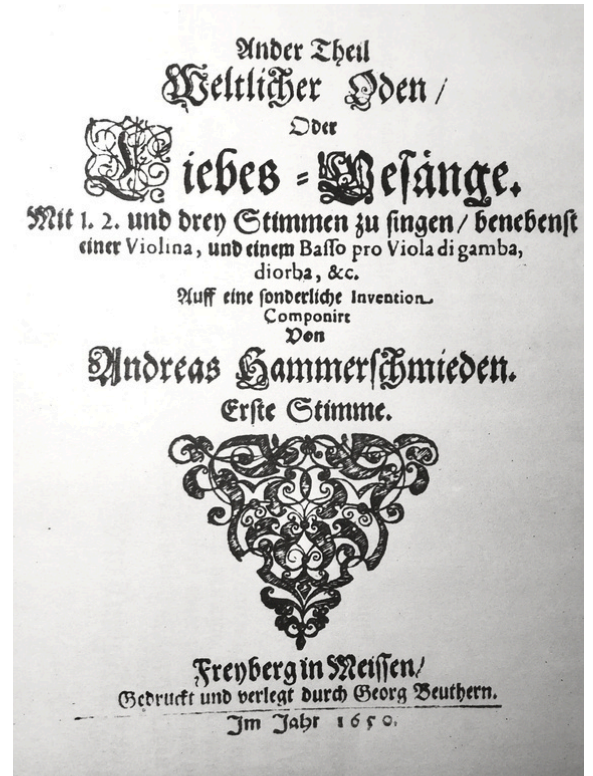 Ander Theil
Weltlicher Oden /
Oder
Liebes = Gesänge.
Mit 1. 2. und drey Stimmen zu singen / benebenst
einer Violina, und einem Basso pro Viola di gamba,
diorba, &c.
Auff eine sonderliche Invention
Componirt
Von
Andreas Hammerschmieden.
Erste Stimme.
Freyberg in Meissen /
Gedruckt und verlegt durch Georg Beuthern.
Im Jahr 1650.